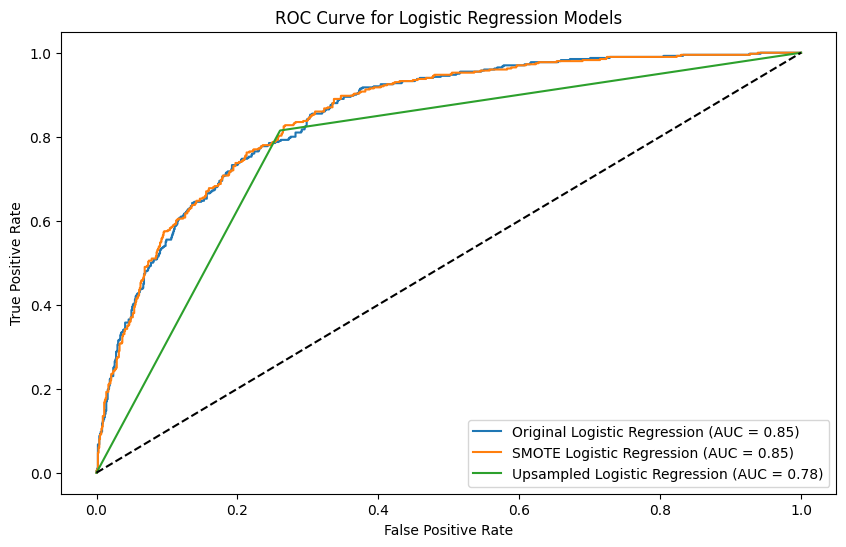 ROC Curve for Logistic Regression Models
True Positive Rate
1.0
0.8
0.6
0.4
0.2
0.0
Original Logistic Regression (AUC = 0.85)
SMOTE Logistic Regression (AUC = 0.85)
Upsampled Logistic Regression (AUC = 0.78)
0.0 0.2 0.4 0.6 0.8 1.0
False Positive Rate